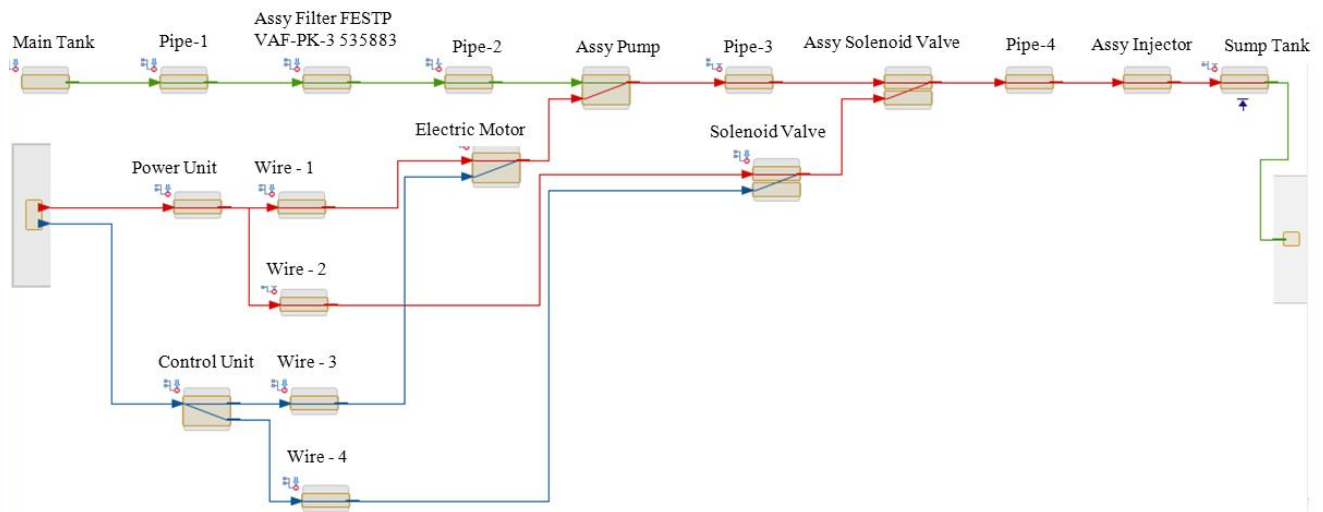 Main Tank
Pipe-1
Assy Filter FESTP
VAF-PK-3 535883
Pipe-2
Assy Pump
Pipe-3
Assy Solenoid Valve
Pipe-4
Assy Injector
Sump Tank
Electric Motor
Solenoid Valve
Power Unit
Wire - 1
Wire - 2
Control Unit
Wire - 3
Wire - 4